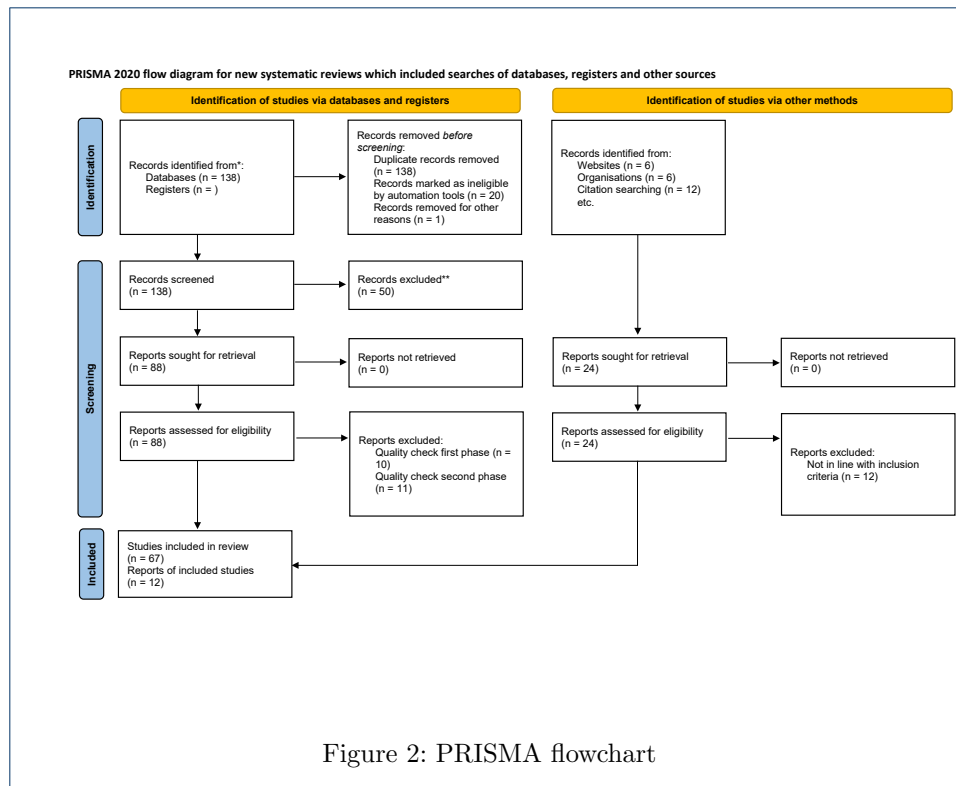 PRISMA 2020 flow diagram for new systematic reviews which included searches of databases, registers and other sources
Identification of studies via databases and registers
Identification of studies via other methods
Identification
Records identified from*:
Databases (n = 138)
Registers (n = )
Records removed before
screening:
Duplicate records removed
(n = 138)
Records marked as ineligible
by automation tools (n = 20)
Records removed for other
reasons (n = 1)
Records identified from:
Websites (n = 6)
Organisations (n = 6)
Citation searching (n = 12)
etc.
Screening
Records screened
(n = 138)
Records excluded**
(n = 50)
Reports sought for retrieval
(n = 88)
Reports not retrieved
(n = 0)
Reports sought for retrieval
(n = 24)
Reports not retrieved
(n = 0)
Reports assessed for eligibility
(n = 88)
Reports excluded:
Quality check first phase (n =
10)
Quality check second phase
(n = 11)
Reports assessed for eligibility
(n = 24)
Reports excluded:
Not in line with inclusion
criteria (n = 12)
Included
Studies included in review
(n = 67)
Reports of included studies
(n = 12)
Figure 2: PRISMA flowchart